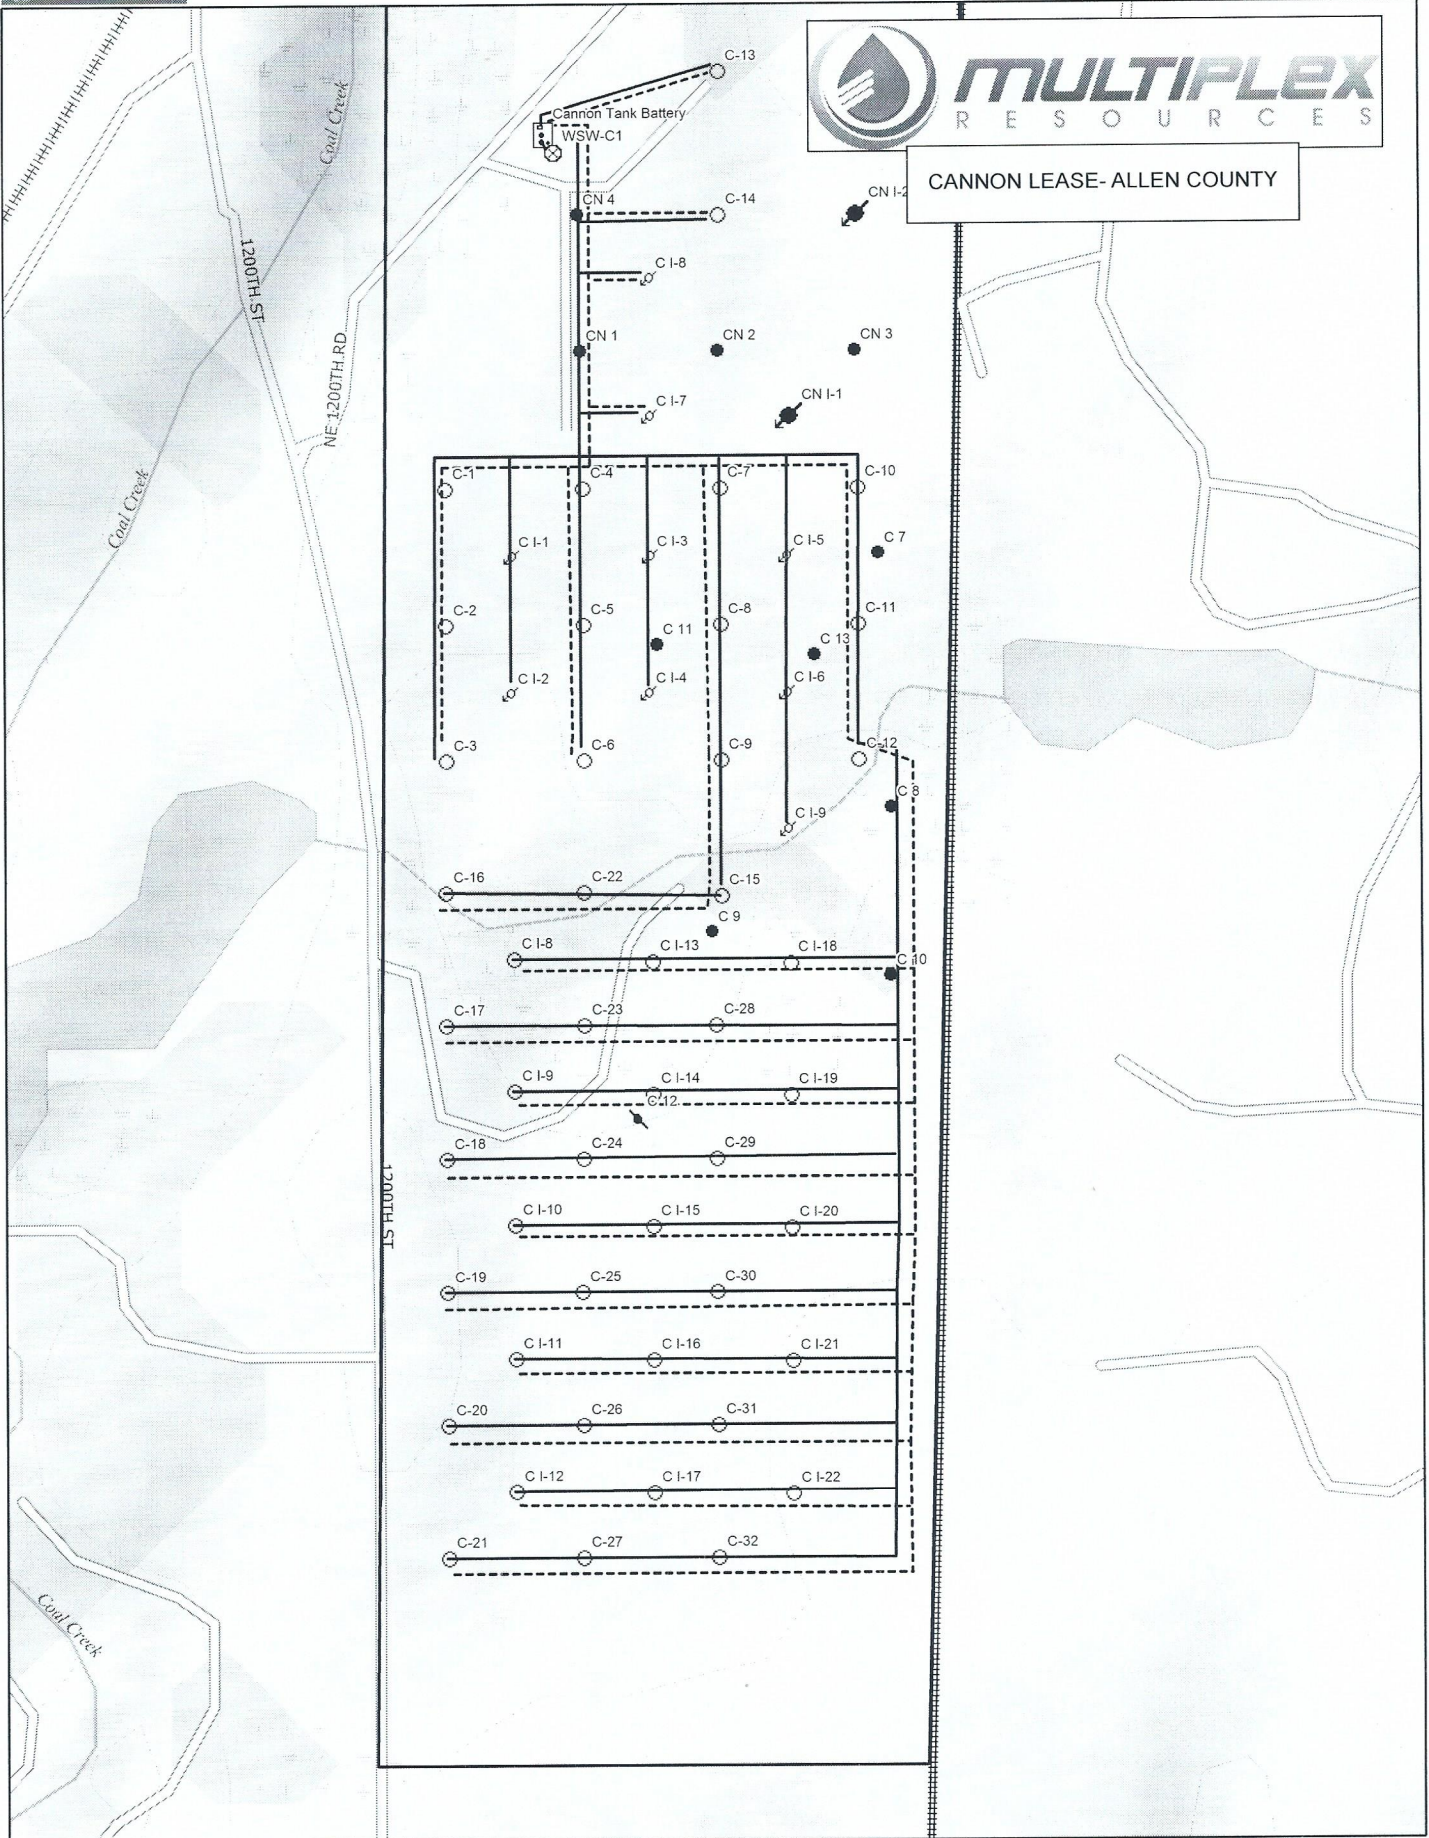 C-13
MULTIPLEX
RESOURCES
Cannon Tank Battery
WSW-C1
Coal Creek
CANNON LEASE- ALLEN COUNTY
CN 4
C-14
CN I-2
1200TH ST
C I-8
CN 1
CN 2
CN 3
NE 1200TH RD
C I-7
CN I-1
Coal Creek
C-1
C-4
C-7
C-10
C I-1
C I-3
C I-5
C 7
C-2
C-5
C-8
C-11
C 11
C 13
C I-2
C I-4
C I-6
C-3
C-6
C-9
C-12
C 8
C I-9
C-16
C-22
C-15
C 9
C I-8
C I-13
C I-18
C 10
C-17
C-23
C-28
C I-9
C I-14
C I-19
C 12
C-18
C-24
C-29
1200TH ST
C I-10
C I-15
C I-20
C-19
C-25
C-30
C I-11
C I-16
C I-21
C-20
C-26
C-31
C I-12
C I-17
C I-22
C-21
C-27
C-32
Coal Creek